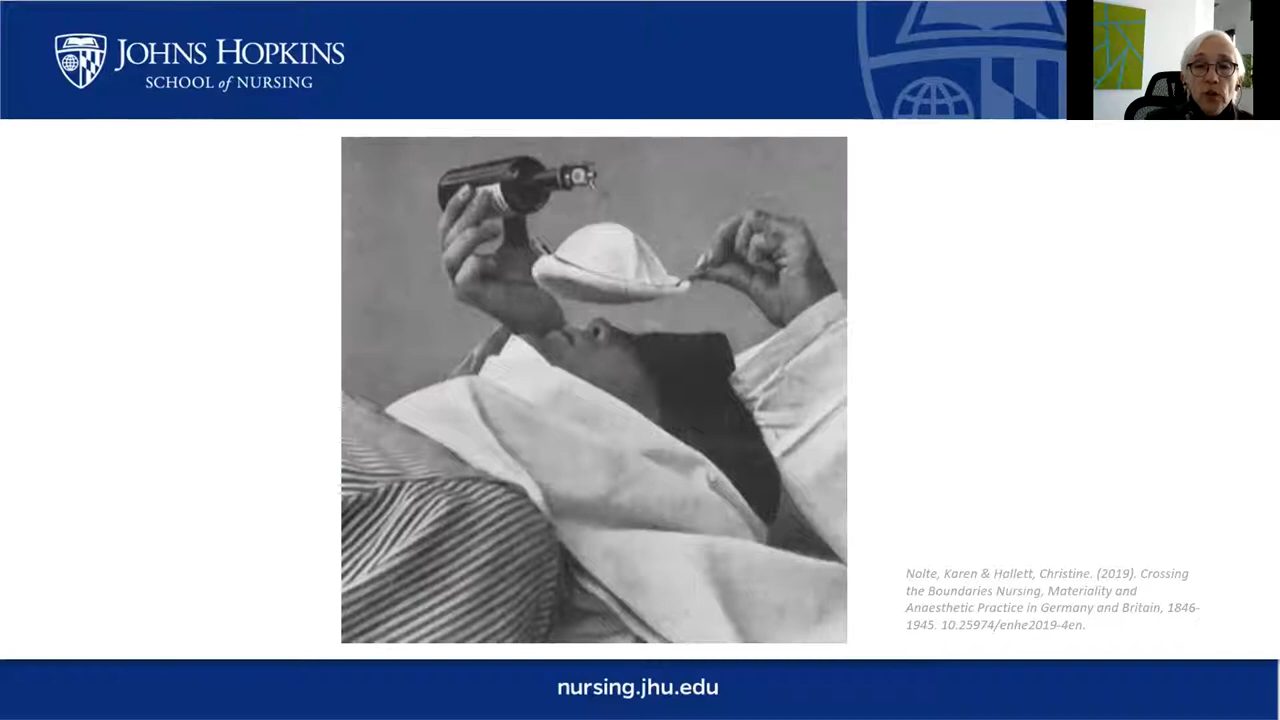 JOHNS HOPKINS
SCHOOL of NURSING
Nolte, Karen & Hallett, Christine. (2019). Crossing
the Boundaries Nursing, Materiality and
Anaesthetic Practice in Germany and Britain, 1846-
1945. 10.25974/enhe2019-4en.
nursing.jhu.edu